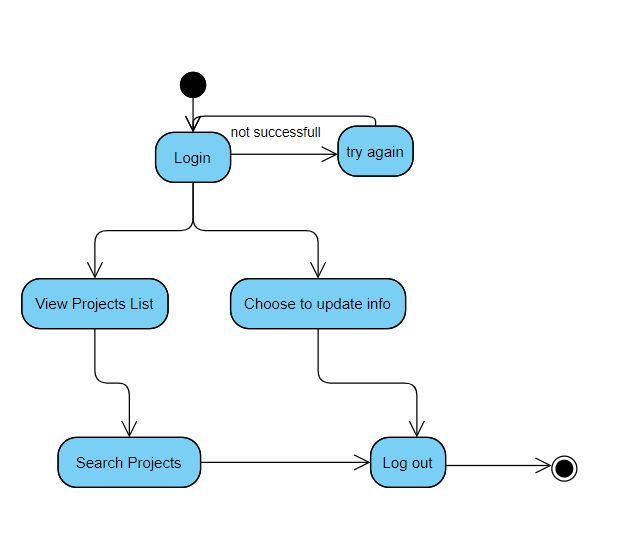 not successfull
Login
try again
View Projects List
Choose to update info
Search Projects
Log out